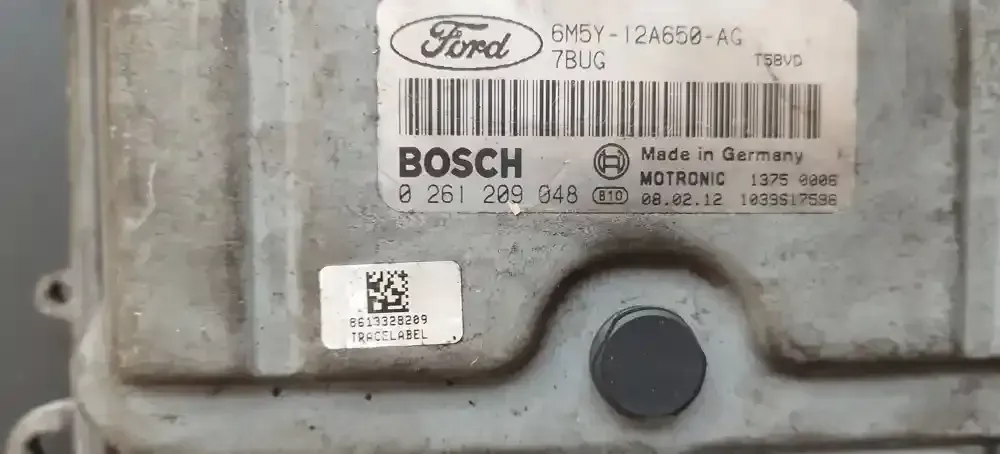 Ford
6M5Y-12A650-AG
7BUG T5BVD
BOSCH
Made in Germany
MOTRONIC 1375 0006
0 261 209 048 B10 08.02.12 1039S17596
8613328209
TRACELABEL